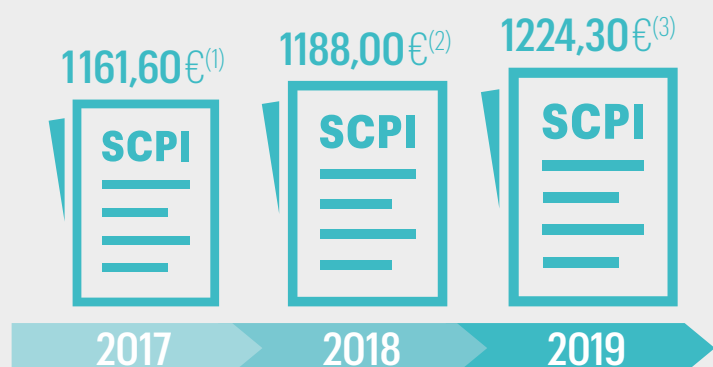 1161,60 €(1)
1188,00 €(2)
1224,30 €(3)
SCPI
SCPI
SCPI
2017
2018
2019